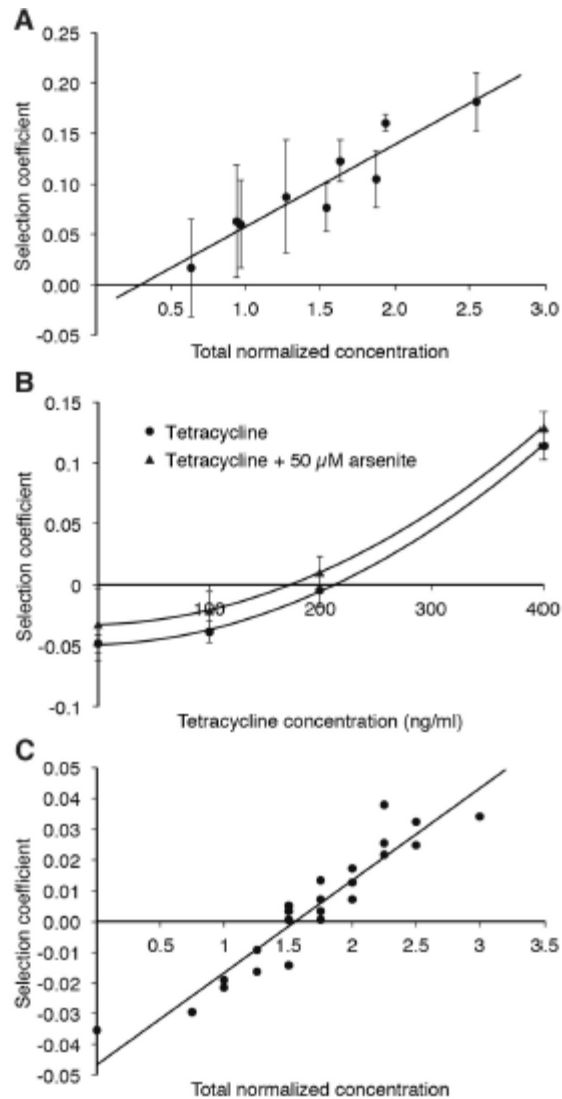 A
0.25
0.20
0.15
0.10
0.05
0.00
-0.05
Selection coefficient
0.5 1.0 1.5 2.0 2.5 3.0
Total normalized concentration
B
0.15
0.1
0.05
0
-0.05
-0.1
Selection coefficient
Tetracycline
Tetracycline + 50 µM arsenite
100 200 300 400
Tetracycline concentration (ng/ml)
C
0.05
0.04
0.03
0.02
0.01
0.00
-0.01
-0.02
-0.03
-0.04
-0.05
Selection coefficient
0.5 1 1.5 2 2.5 3 3.5
Total normalized concentration